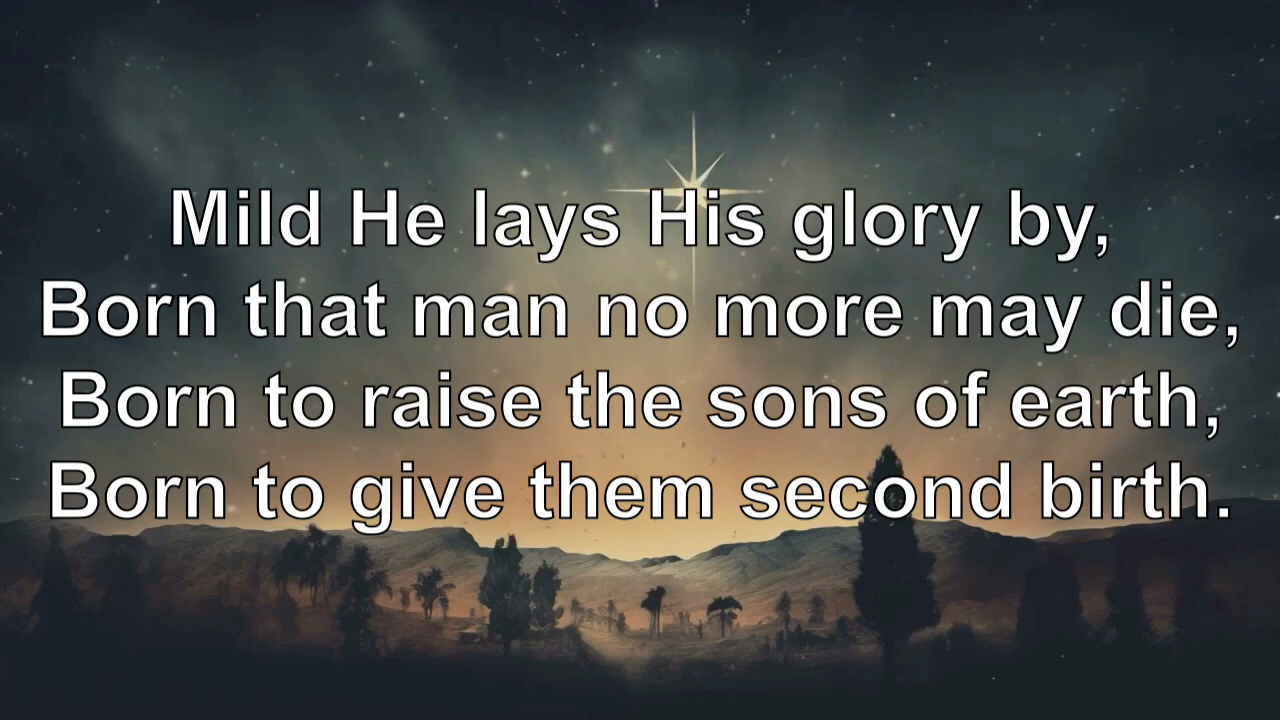 Mild He lays His glory by,
Born that man no more may die,
Born to raise the sons of earth,
Born to give them second birth.